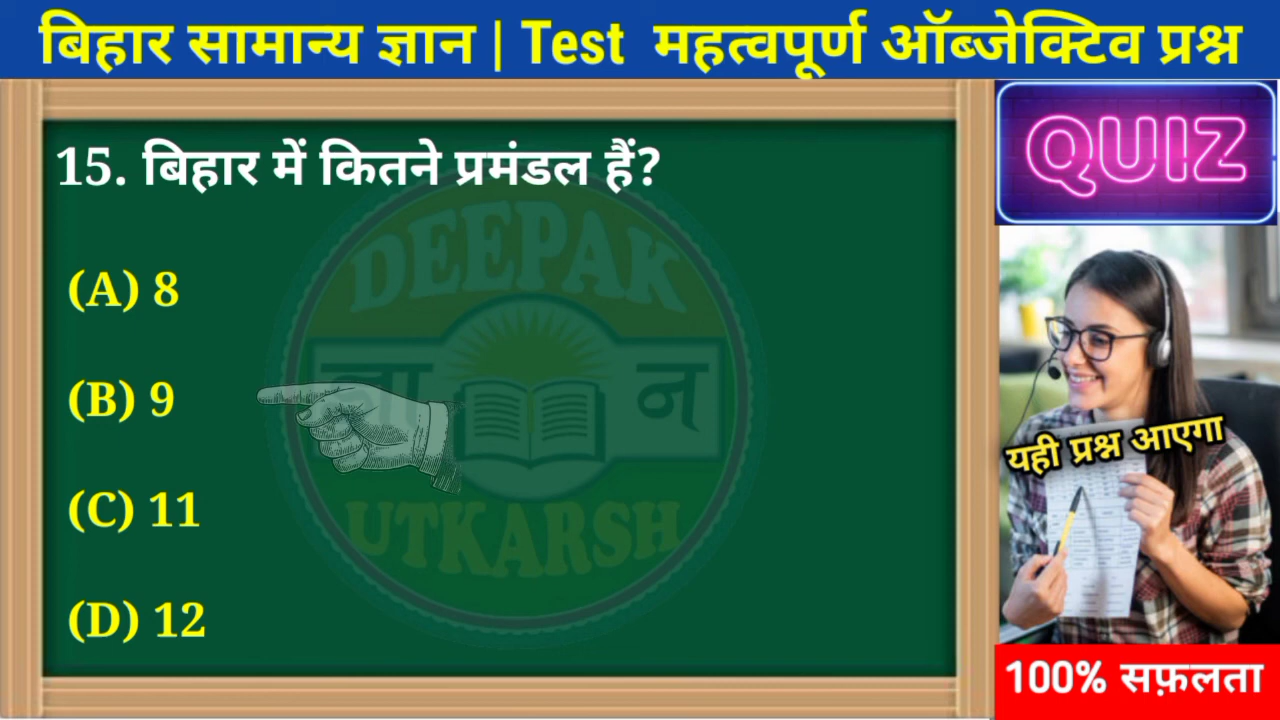 बिहार सामान्य ज्ञान | Test महत्वपूर्ण ऑब्जेक्टिव प्रश्न
QUIZ
15. बिहार में कितने प्रमंडल हैं?
(A) 8
(B) 9
(C) 11
(D) 12
DEEPAK
ज्ञा न
UTKARSH
यही प्रश्न आएगा
100% सफ़लता